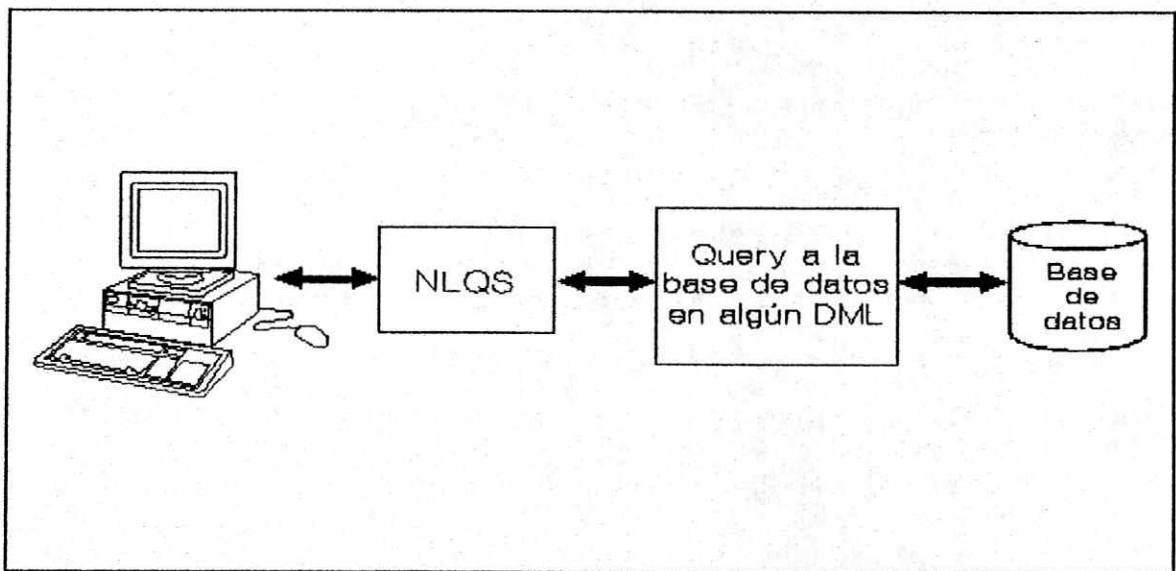 NLQS
Query a la
base de datos
en algún DML
Base
de
datos